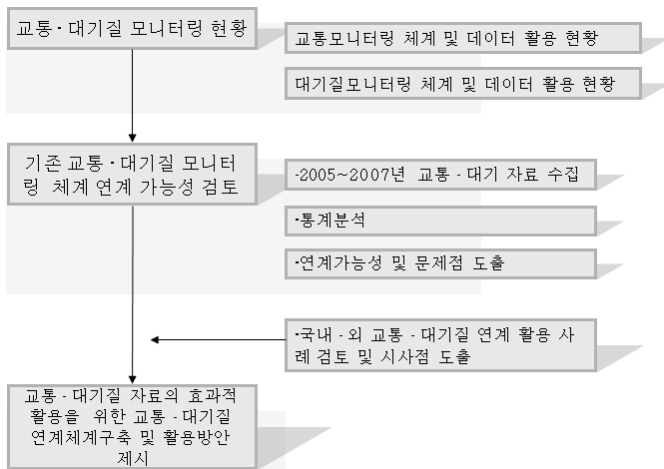 교통·대기질 모니터링 현황
교통모니터링 체계 및 데이터 활용 현황
대기질모니터링 체계 및 데이터 활용 현황
기존 교통·대기질 모니터
링 체계 연계 가능성 검토
·2005~2007년 교통·대기 자료 수집
·통계분석
·연계가능성 및 문제점 도출
·국내·외 교통·대기질 연계 활용 사
례 검토 및 시사점 도출
교통·대기질 자료의 효과적
활용을 위한 교통·대기질
연계체계구축 및 활용방안
제시